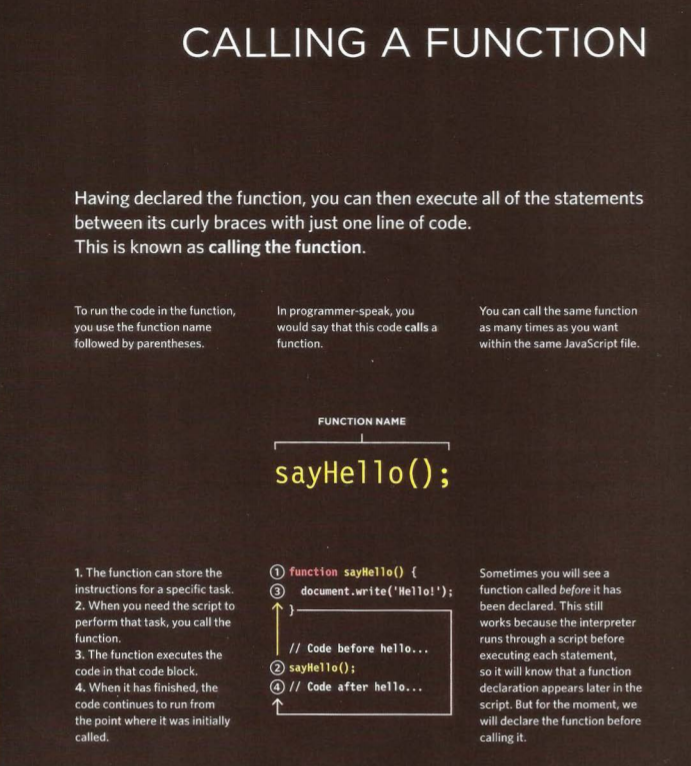 CALLING A FUNCTION
Having declared the function, you can then execute all of the statements
between its curly braces with just one line of code.
This is known as calling the function.
To run the code in the function,
you use the function name
followed by parentheses.
In programmer-speak, you
would say that this code calls a
function.
You can call the same function
as many times as you want
within the same JavaScript file.
FUNCTION NAME
sayHello();
1. The function can store the
instructions for a specific task.
2. When you need the script to
perform that task, you call the
function.
3. The function executes the
code in that code block.
4. When it has finished, the
code continues to run from
the point where it was initially
called.
1 function sayHello() {
3 document.write('Hello!');
}
// Code before hello...
2 sayHello();
4 // Code after hello...
Sometimes you will see a
function called before it has
been declared. This still
works because the interpreter
runs through a script before
executing each statement,
so it will know that a function
declaration appears later in the
script. But for the moment, we
will declare the function before
calling it.